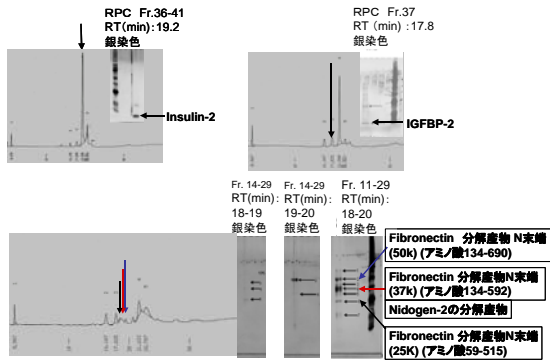 RPC Fr.36-41
RT(min):19.2
銀染色
Insulin-2
RPC Fr.37
RT (min) :17.8
銀染色
IGFBP-2
Fr. 14-29
RT(min):
18-19
銀染色
Fr. 14-29
RT(min):
19-20
銀染色
Fr. 11-29
RT(min):
18-20
銀染色
Fibronectin 分解産物 N末端
(50k) (アミノ酸134-690)
Fibronectin 分解産物N末端
(37k) (アミノ酸134-592)
Nidogen-2の分解産物
Fibronectin 分解産物N末端
(25K) (アミノ酸59-515)